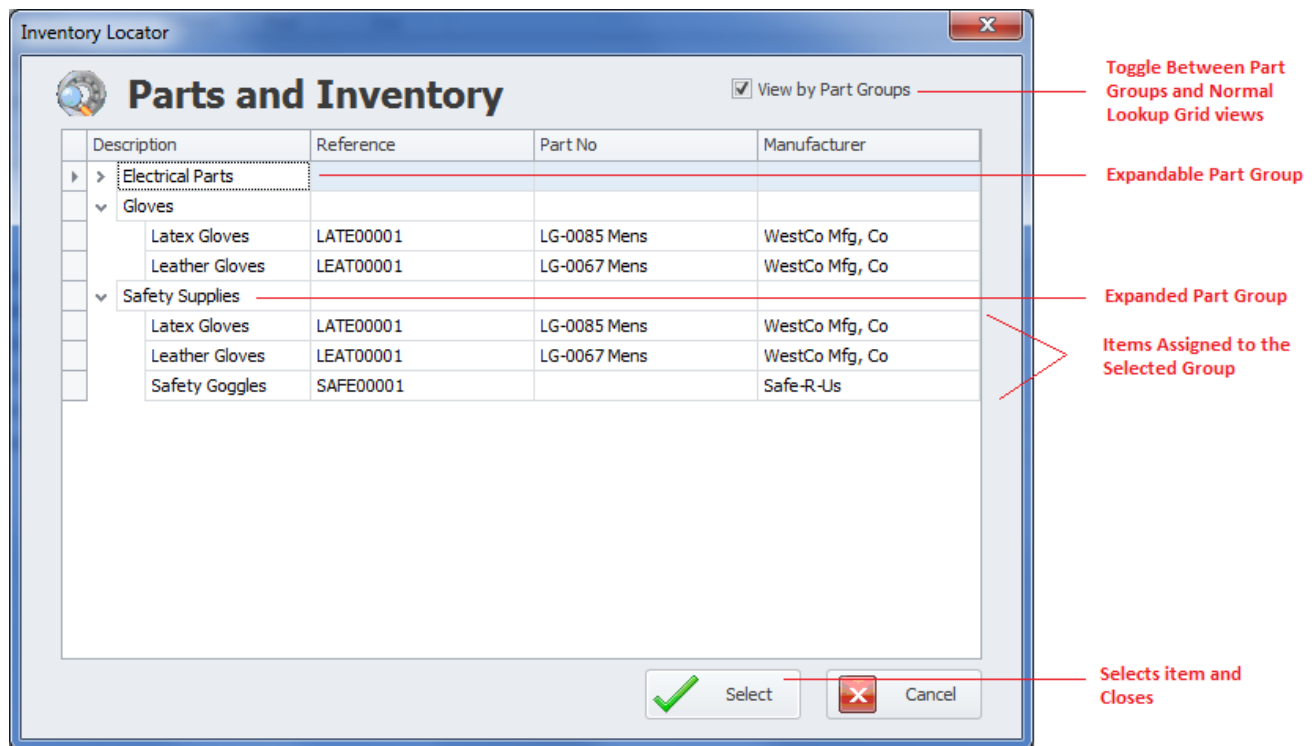 Inventory Locator
Parts and Inventory
View by Part Groups
Toggle Between Part
Groups and Normal
Lookup Grid views
Description Reference Part No Manufacturer
Electrical Parts
Expandable Part Group
Gloves
Latex Gloves LATE00001 LG-0085 Mens WestCo Mfg, Co
Leather Gloves LEAT00001 LG-0067 Mens WestCo Mfg, Co
Safety Supplies
Expanded Part Group
Latex Gloves LATE00001 LG-0085 Mens WestCo Mfg, Co
Leather Gloves LEAT00001 LG-0067 Mens WestCo Mfg, Co
Safety Goggles SAFE00001 Safe-R-Us
Items Assigned to the
Selected Group
Select
Cancel
Selects item and
Closes